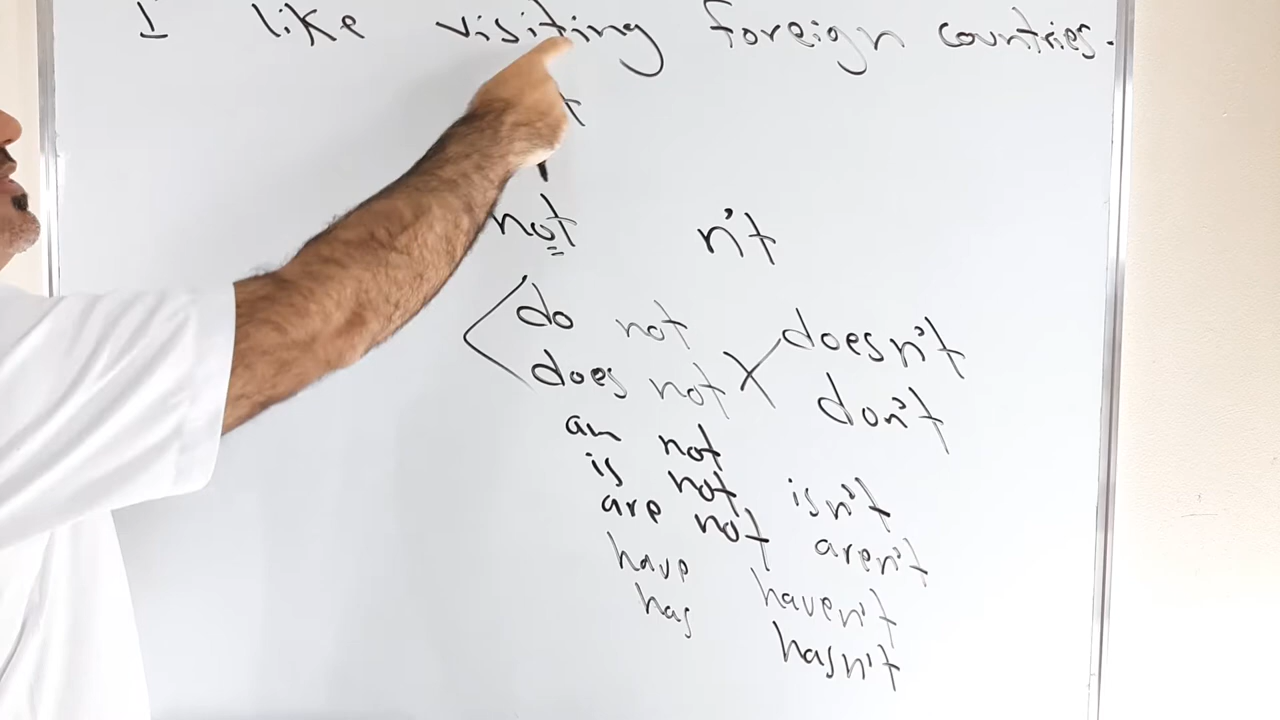 I like visiting foreign countries.
not n't
do not doesn't
does not don't
am not
is not isn't
are not aren't
have haven't
has hasn't